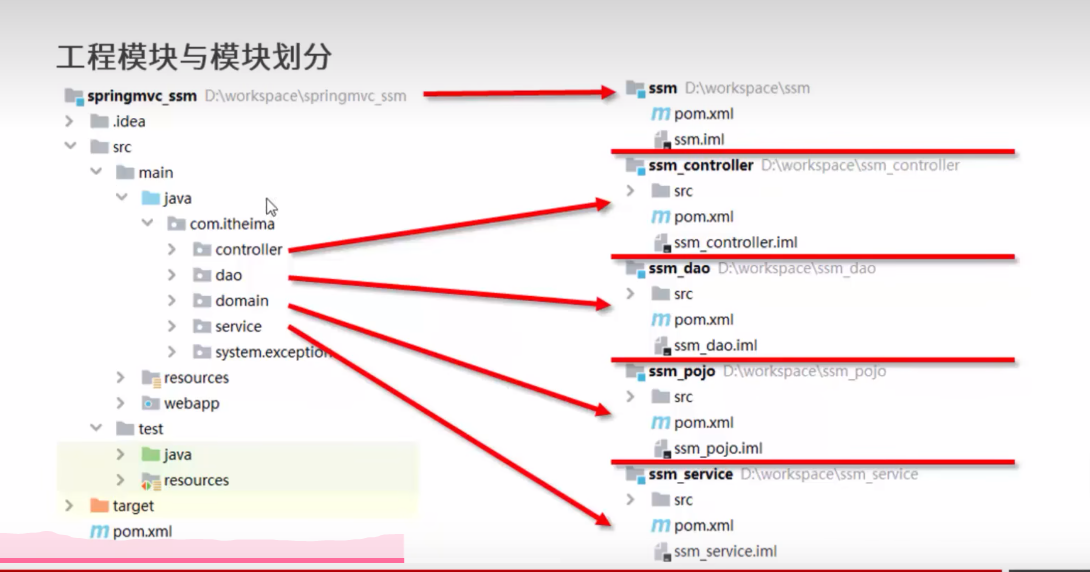 工程模块与模块划分
springmvc_ssm D:\workspace\springmvc_ssm
.idea
src
main
java
com.itheima
controller
dao
domain
service
system.exception
resources
webapp
test
java
resources
target
pom.xml
ssm D:\workspace\ssm
pom.xml
ssm.iml
ssm_controller D:\workspace\ssm_controller
src
pom.xml
ssm_controller.iml
ssm_dao D:\workspace\ssm_dao
src
pom.xml
ssm_dao.iml
ssm_pojo D:\workspace\ssm_pojo
src
pom.xml
ssm_pojo.iml
ssm_service D:\workspace\ssm_service
src
pom.xml
ssm_service.iml